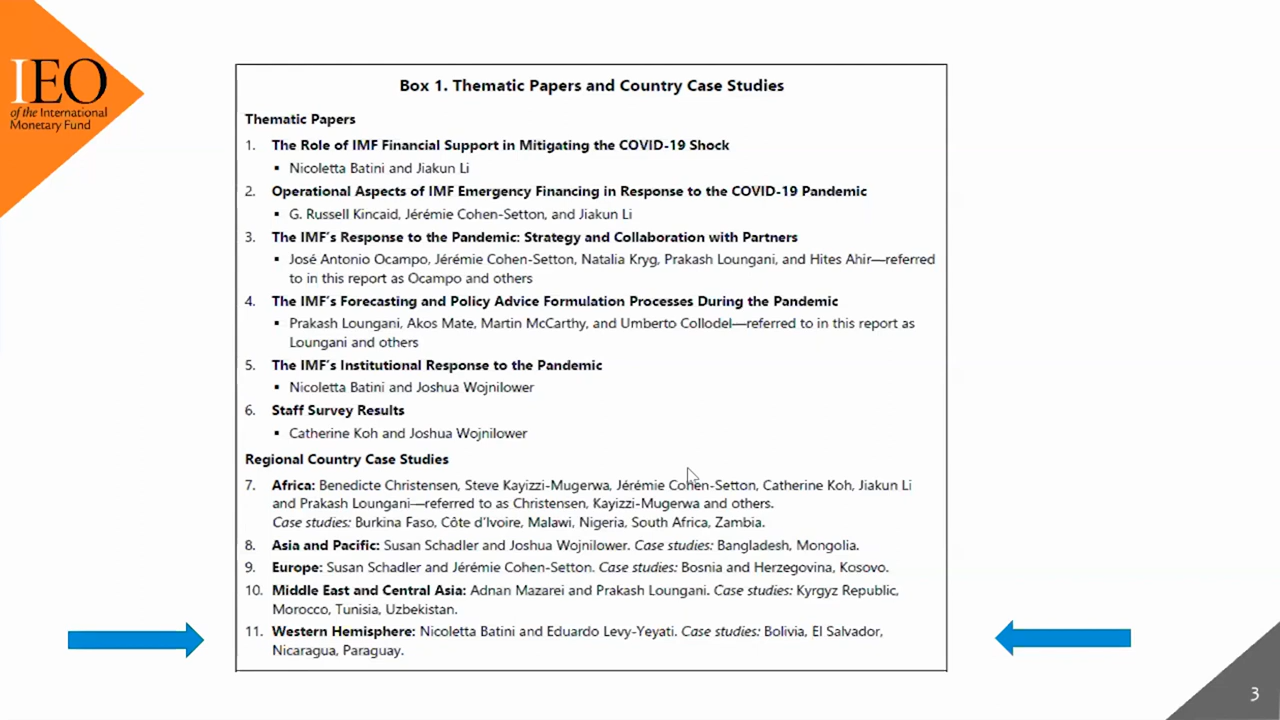 IEO
of the International
Monetary Fund
Box 1. Thematic Papers and Country Case Studies
Thematic Papers
1. The Role of IMF Financial Support in Mitigating the COVID-19 Shock
▪ Nicoletta Batini and Jiakun Li
2. Operational Aspects of IMF Emergency Financing in Response to the COVID-19 Pandemic
▪ G. Russell Kincaid, Jérémie Cohen-Setton, and Jiakun Li
3. The IMF's Response to the Pandemic: Strategy and Collaboration with Partners
▪ José Antonio Ocampo, Jérémie Cohen-Setton, Natalia Kryg, Prakash Loungani, and Hites Ahir—referred
to in this report as Ocampo and others
4. The IMF's Forecasting and Policy Advice Formulation Processes During the Pandemic
▪ Prakash Loungani, Akos Mate, Martin McCarthy, and Umberto Collodel—referred to in this report as
Loungani and others
5. The IMF's Institutional Response to the Pandemic
▪ Nicoletta Batini and Joshua Wojnilower
6. Staff Survey Results
▪ Catherine Koh and Joshua Wojnilower
Regional Country Case Studies
7. Africa: Benedicte Christensen, Steve Kayizzi-Mugerwa, Jérémie Cohen-Setton, Catherine Koh, Jiakun Li
and Prakash Loungani—referred to as Christensen, Kayizzi-Mugerwa and others.
Case studies: Burkina Faso, Côte d'Ivoire, Malawi, Nigeria, South Africa, Zambia.
8. Asia and Pacific: Susan Schadler and Joshua Wojnilower. Case studies: Bangladesh, Mongolia.
9. Europe: Susan Schadler and Jérémie Cohen-Setton. Case studies: Bosnia and Herzegovina, Kosovo.
10. Middle East and Central Asia: Adnan Mazarei and Prakash Loungani. Case studies: Kyrgyz Republic,
Morocco, Tunisia, Uzbekistan.
11. Western Hemisphere: Nicoletta Batini and Eduardo Levy-Yeyati. Case studies: Bolivia, El Salvador,
Nicaragua, Paraguay.
3